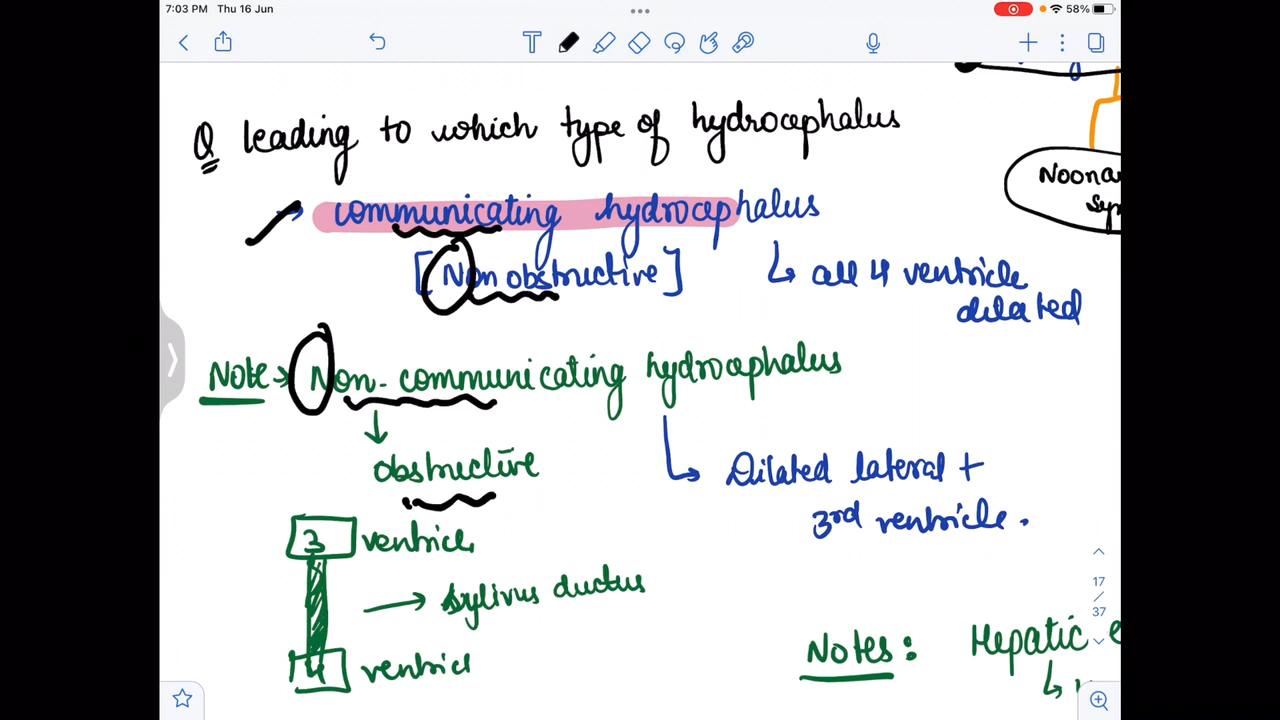 7:03 PM Thu 16 Jun
58%
T
Q leading to which type of hydrocephalus
Noona
Syn
→ communicating hydrocephalus
[Non obstructive]
↳ all 4 ventricle
dilated
Note → Non-communicating hydrocephalus
↓
obstructive
↳ Dilated lateral +
3rd ventricle.
3 ventricle
→ Sylivus ductus
4 ventricl
17
/
37
Notes: Hepatic e
↳